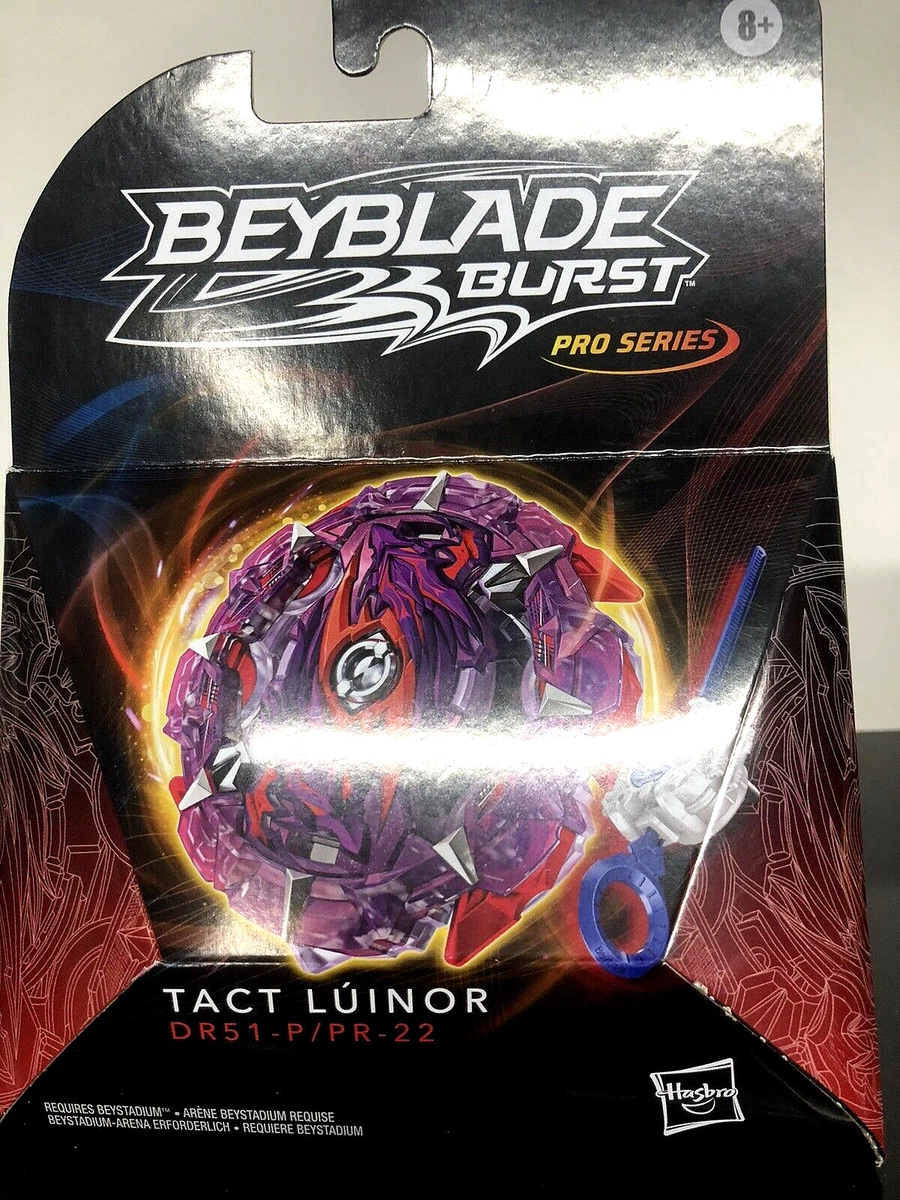 8+
BEYBLADE
BURST™
PRO SERIES
TACT LÚINOR
DR51-P/PR-22
REQUIRES BEYSTADIUM™ • ARÈNE BEYSTADIUM REQUISE
BEYSTADIUM-ARENA ERFORDERLICH • REQUIERE BEYSTADIUM
Hasbro